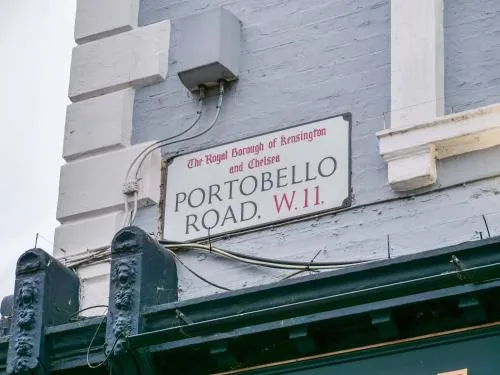 The Royal Borough of Kensington
and Chelsea
PORTOBELLO
ROAD, W.11.